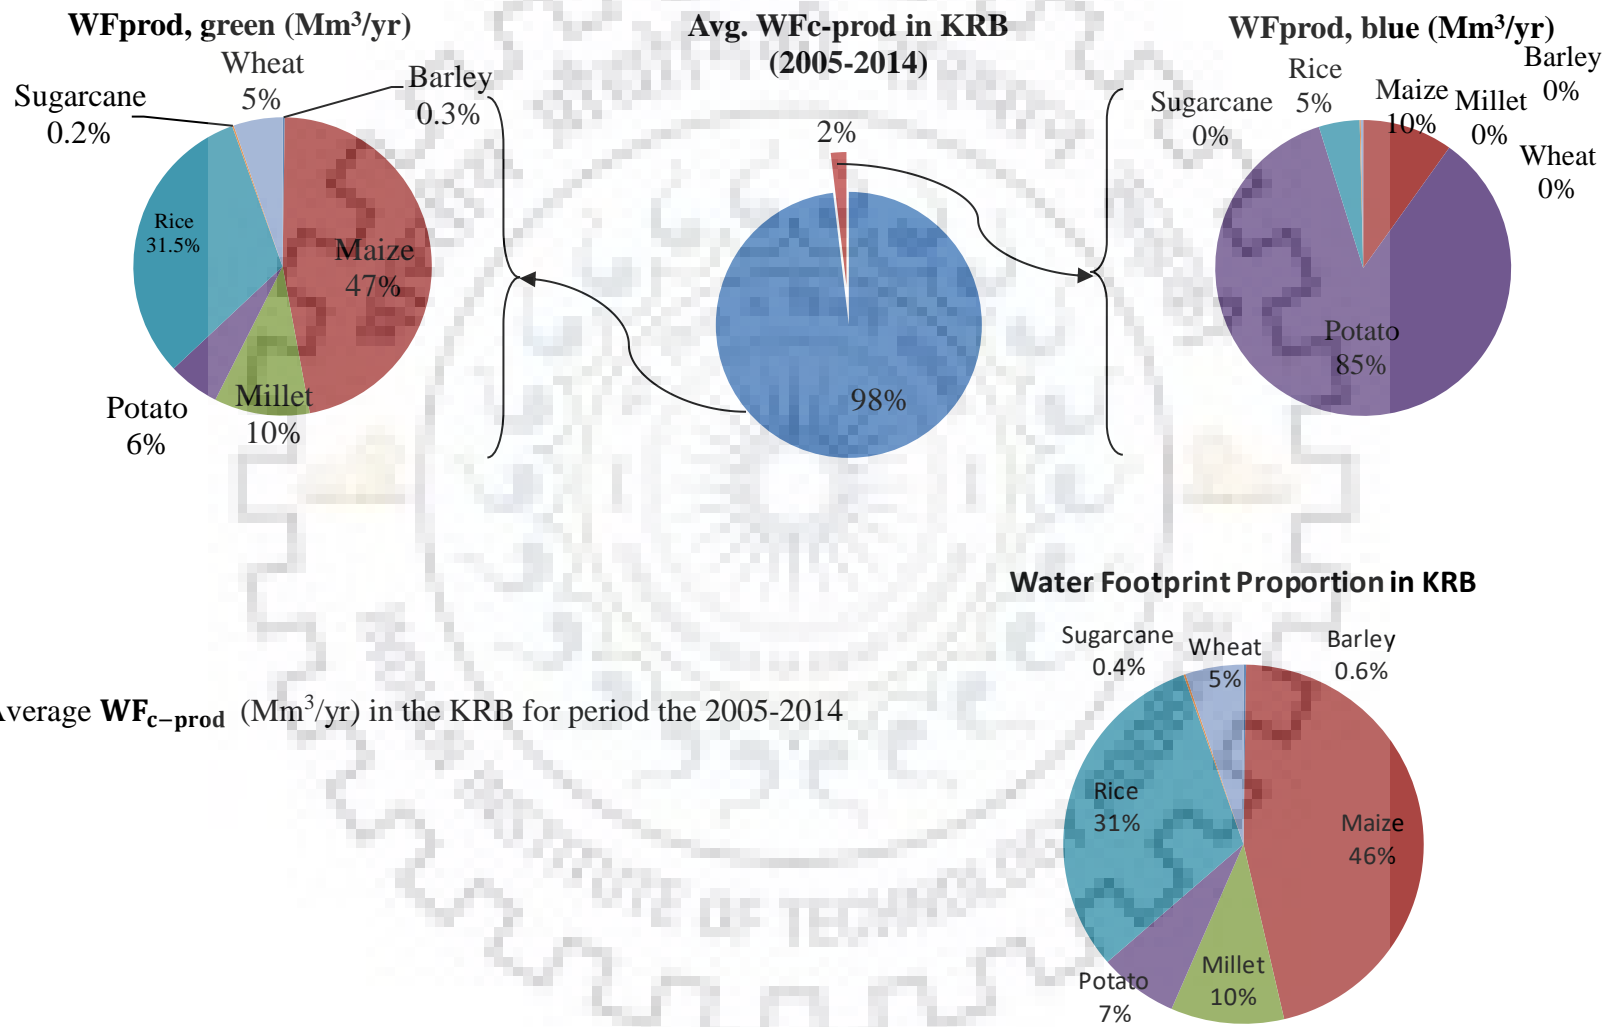 WFprod, green (Mm³/yr)
Wheat
5%
Barley
0.3%
Sugarcane
0.2%
Rice
31.5%
Maize
47%
Millet
10%
Potato
6%
Avg. WFc-prod in KRB
(2005-2014)
2%
98%
WFprod, blue (Mm³/yr)
Barley
0%
Rice
5%
Maize
10%
Millet
0%
Sugarcane
0%
Wheat
0%
Potato
85%
Average WFc−prod (Mm³/yr) in the KRB for period the 2005-2014
Water Footprint Proportion in KRB
Sugarcane
0.4%
Wheat
5%
Barley
0.6%
Rice
31%
Maize
46%
Millet
10%
Potato
7%
OF TECHNOLOGY